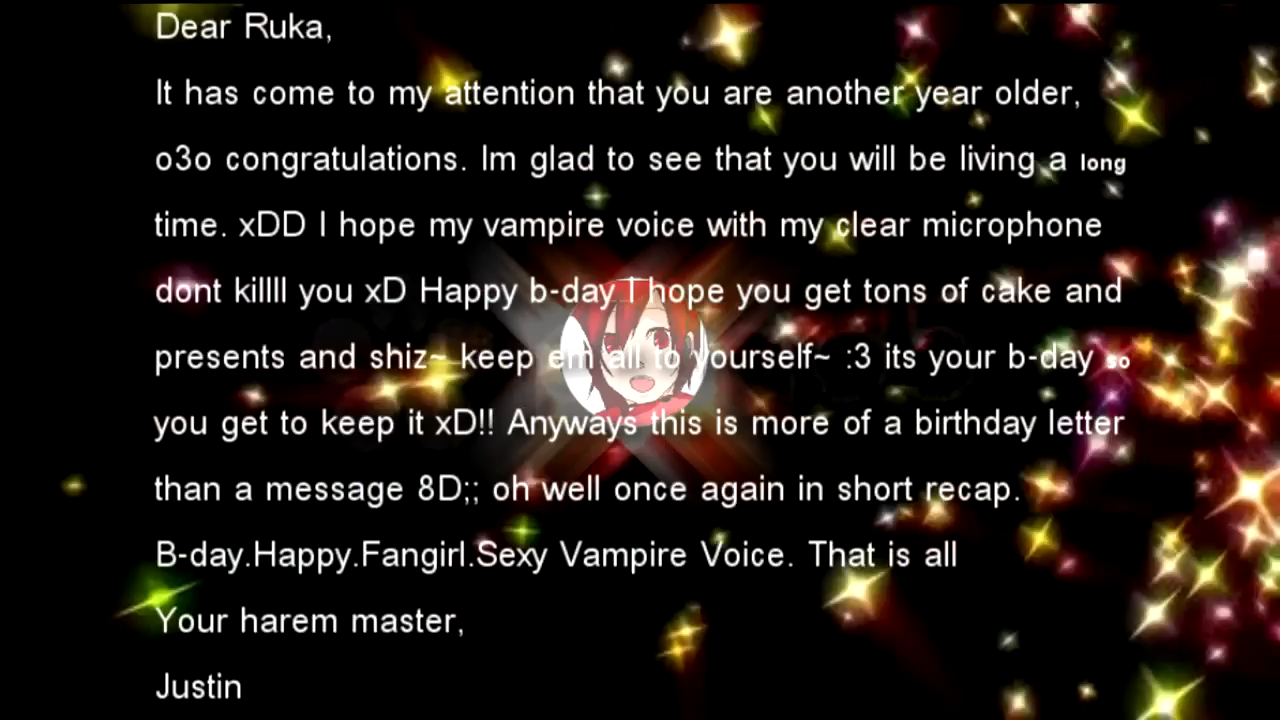 Dear Ruka,
It has come to my attention that you are another year older,
o3o congratulations. Im glad to see that you will be living a long
time. xDD I hope my vampire voice with my clear microphone
dont killlll you xD Happy b-day I hope you get tons of cake and
presents and shiz~ keep em all to yourself~ :3 its your b-day so
you get to keep it xD!! Anyways this is more of a birthday letter
than a message 8D;; oh well once again in short recap.
B-day.Happy.Fangirl.Sexy Vampire Voice. That is all
Your harem master,
Justin